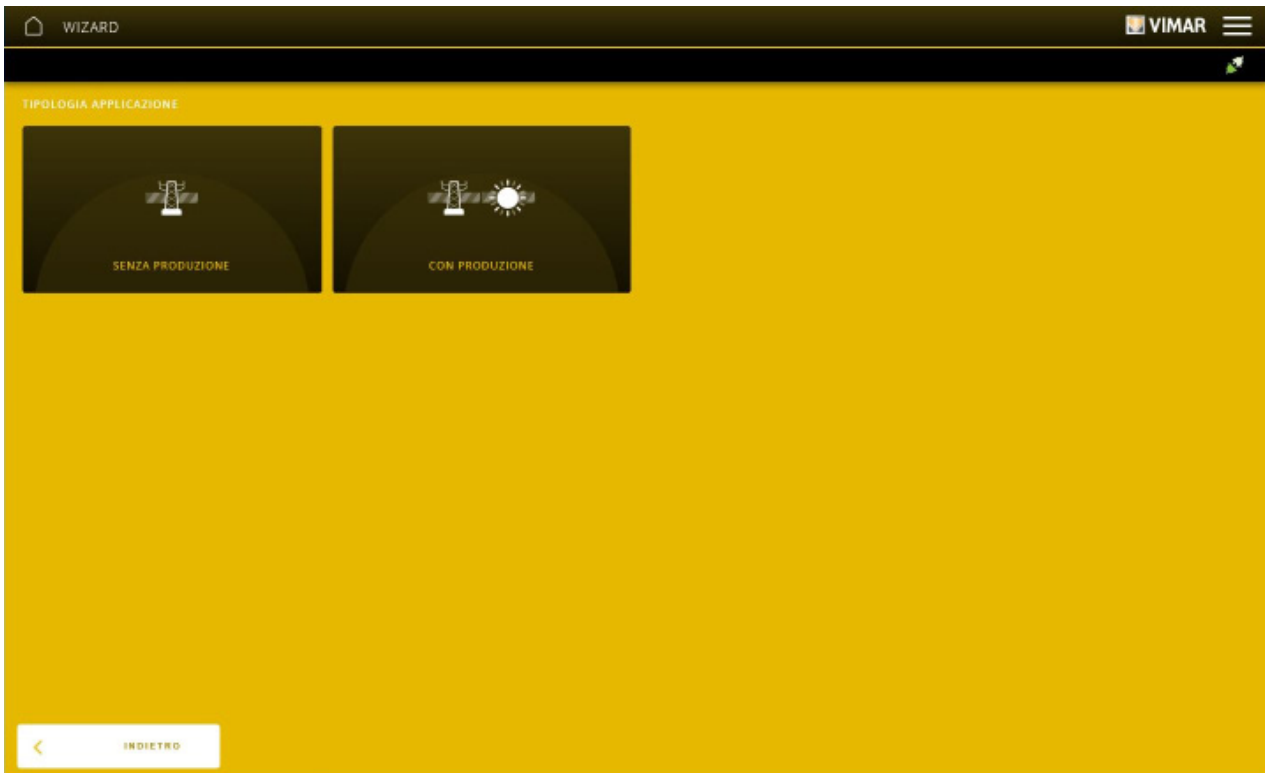 WIZARD
VIMAR
TIPOLOGIA APPLICAZIONE
SENZA PRODUZIONE
CON PRODUZIONE
INDIETRO